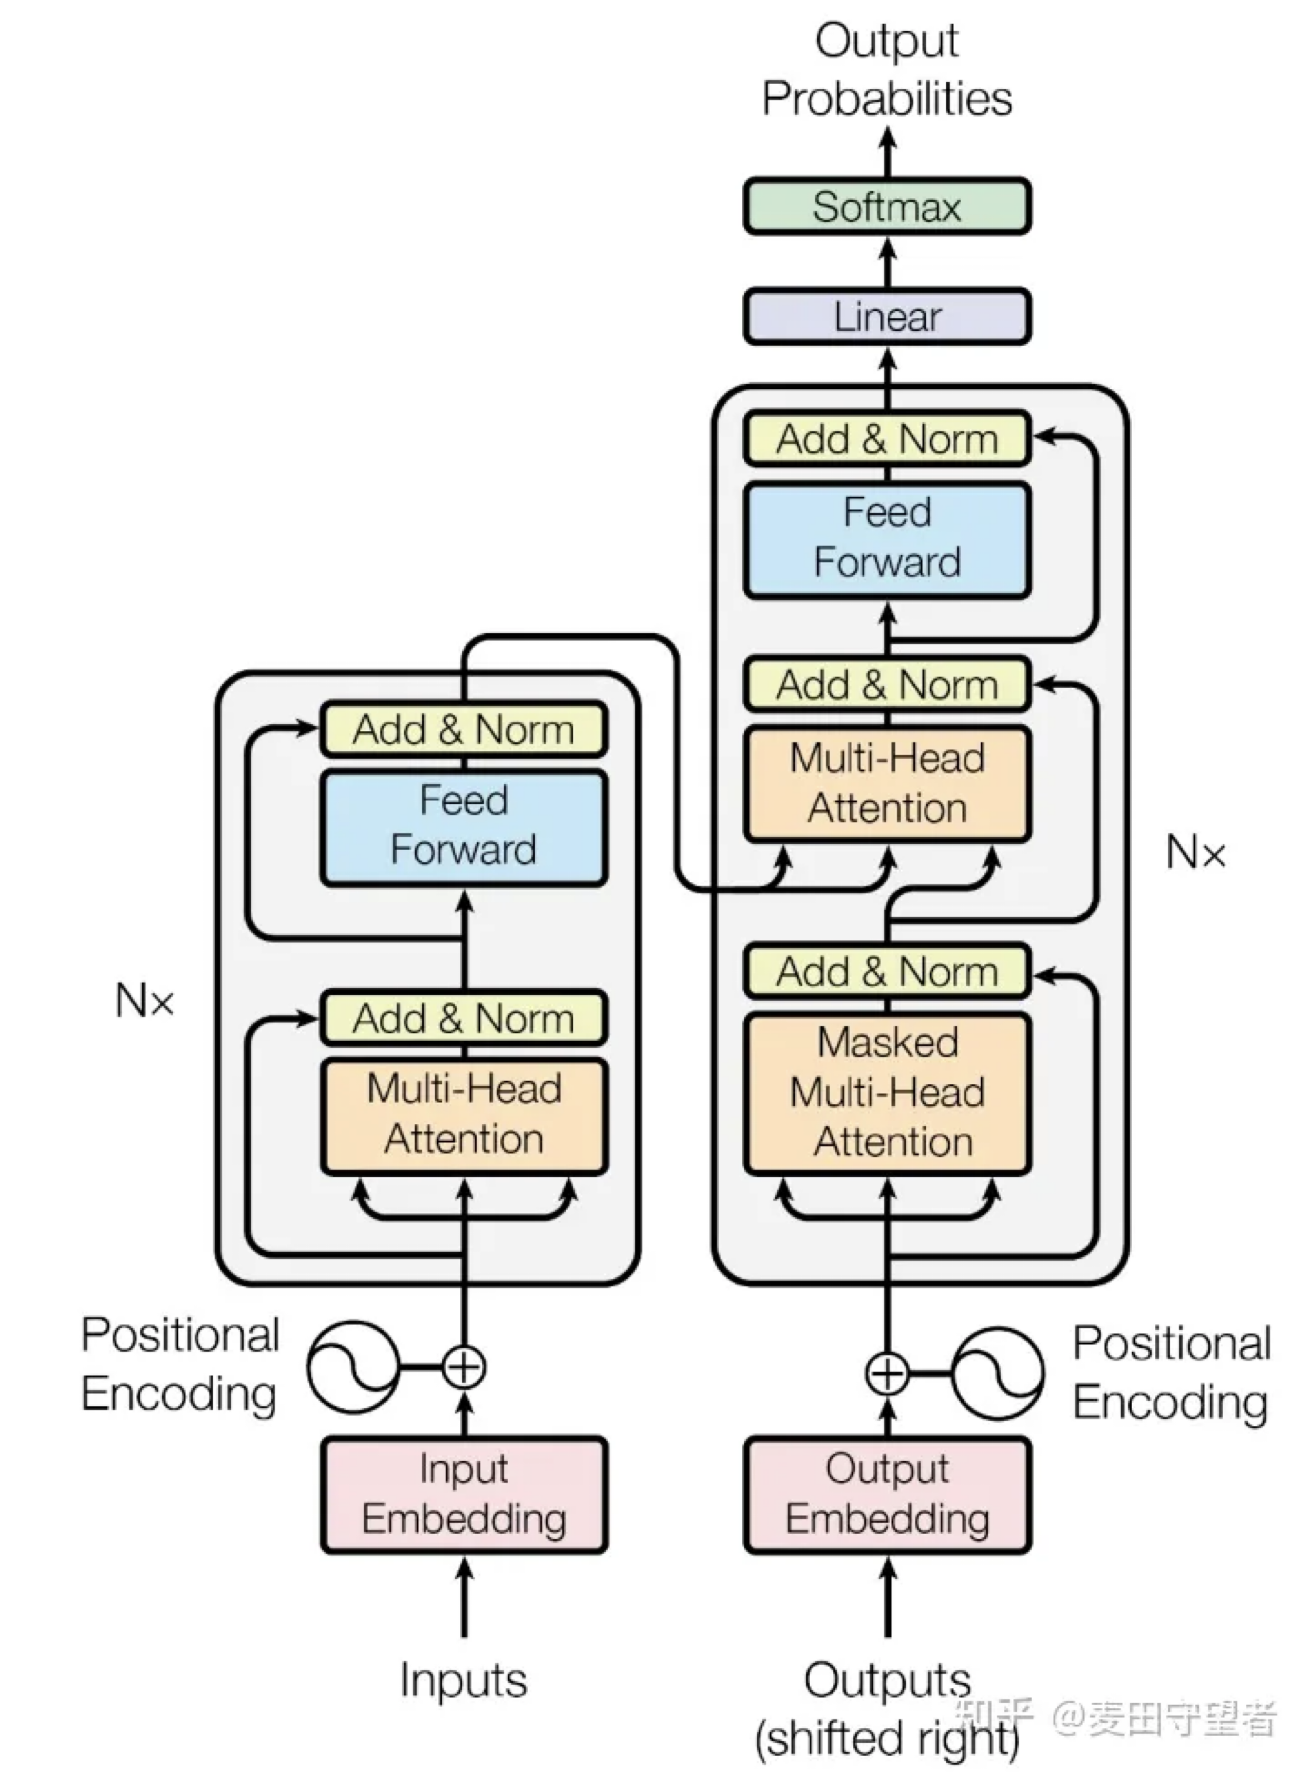 Output
Probabilities
Softmax
Linear
Add & Norm
Feed
Forward
Add & Norm
Multi-Head
Attention
Nx
Add & Norm
Masked
Multi-Head
Attention
Add & Norm
Feed
Forward
Nx
Add & Norm
Multi-Head
Attention
Positional
Encoding
Positional
Encoding
Input
Embedding
Output
Embedding
Inputs
Outputs
(shifted right)
知乎 @麦田守望者